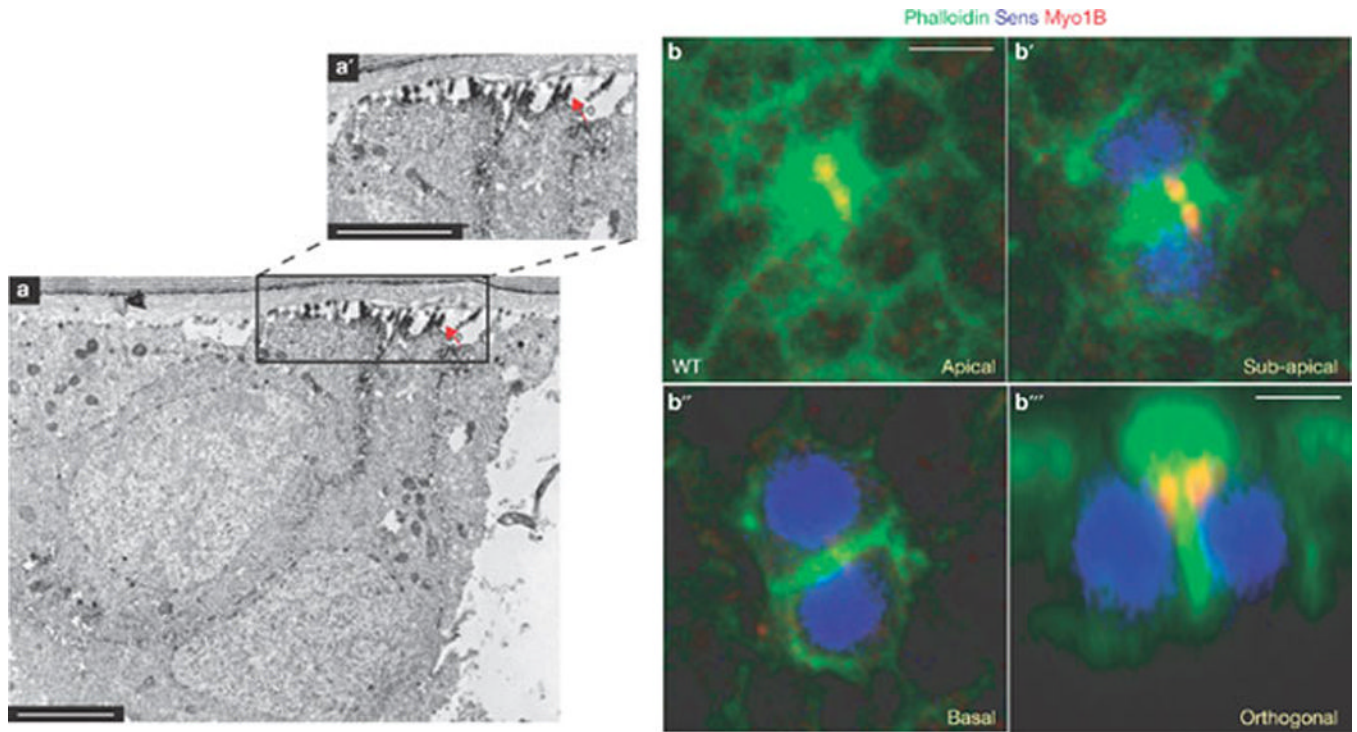 Phalloidin Sens Myo1B
a′
a
b
WT
Apical
b′
Sub-apical
b″
Basal
b‴
Orthogonal